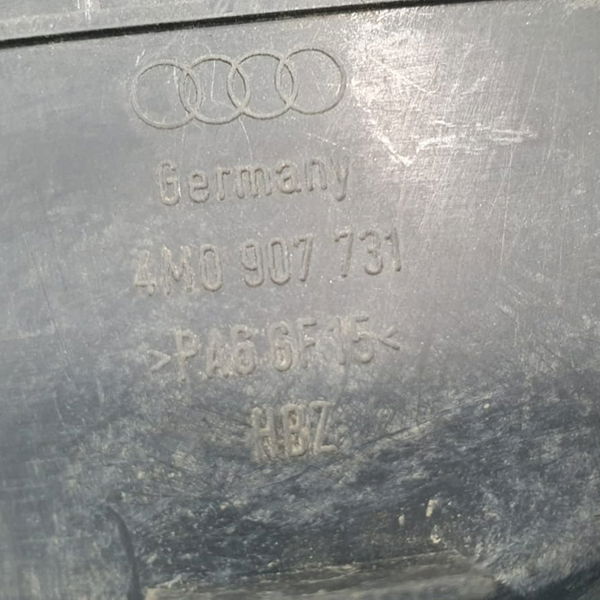 Germany
4M0 907 731
>PA6 GF15<
HBZ